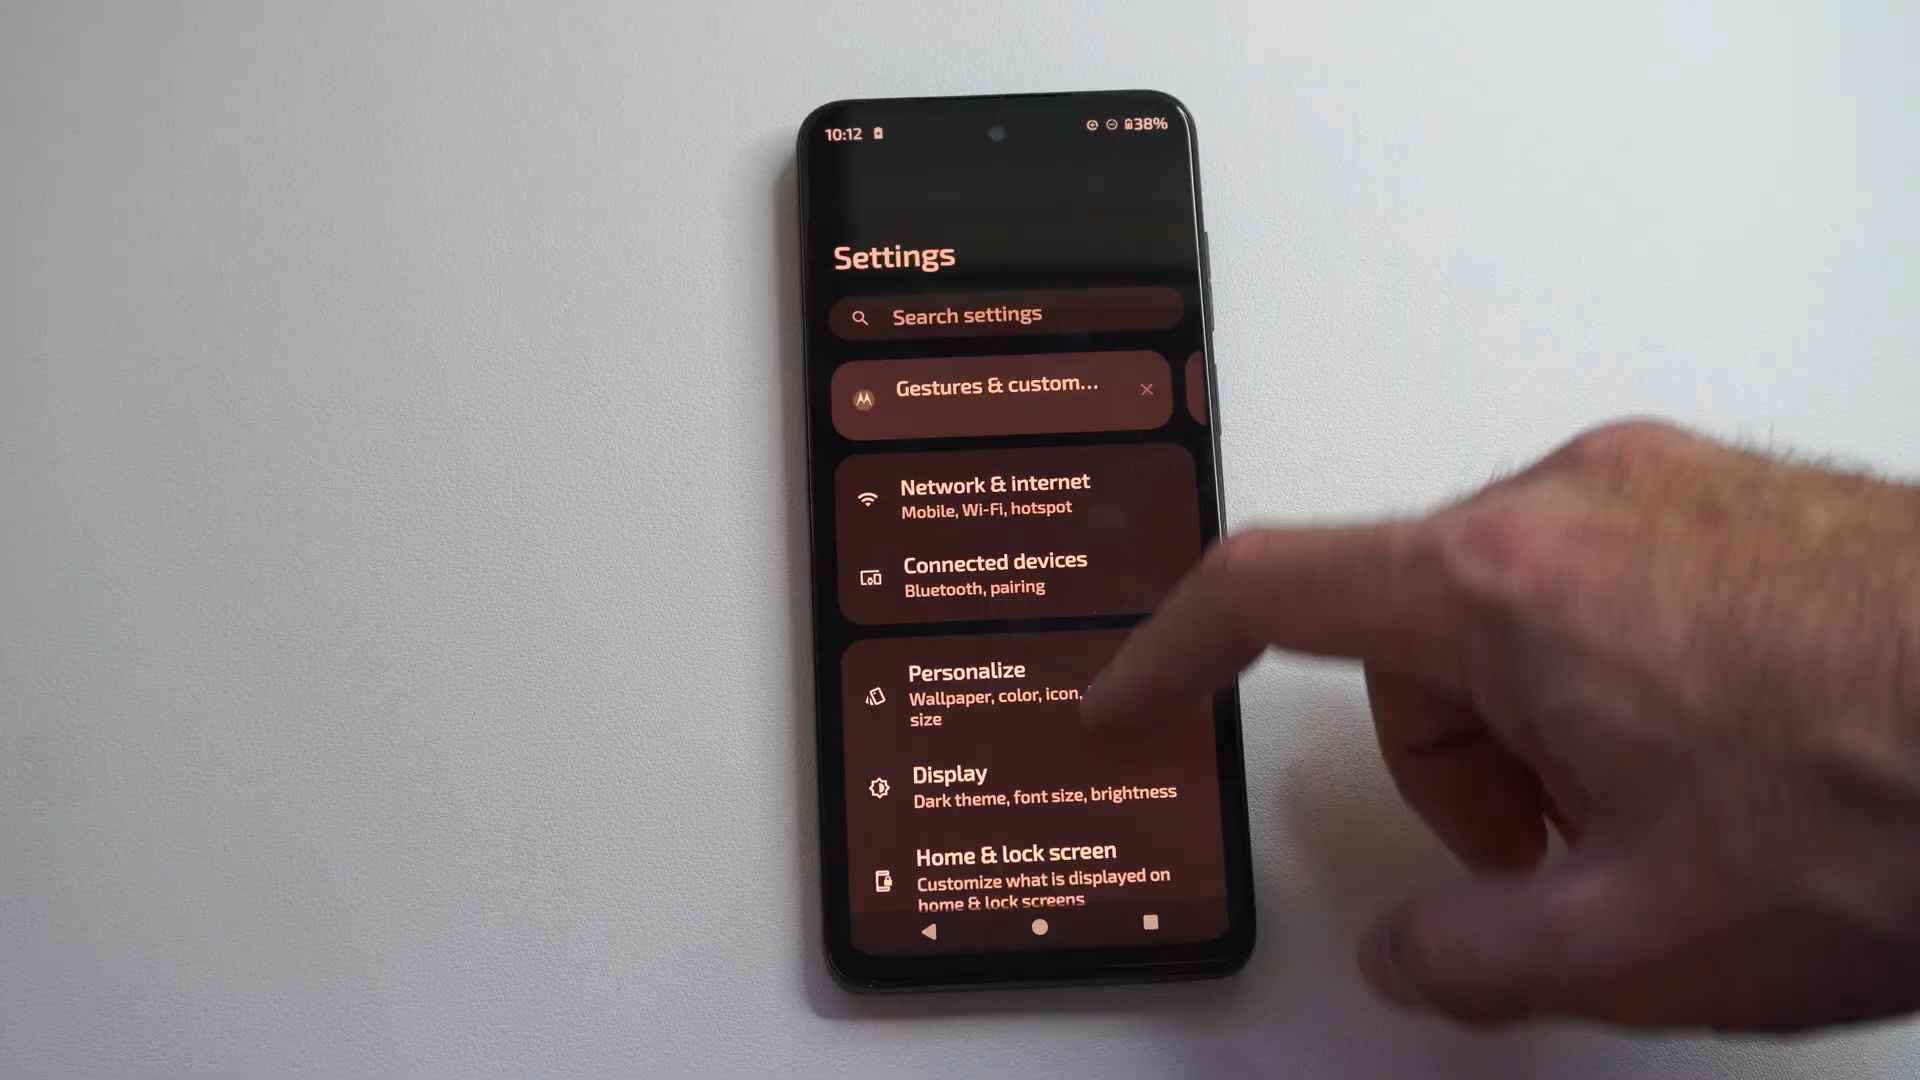 10:12
38%
Settings
Search settings
Gestures & custom...
Network & internet
Mobile, Wi-Fi, hotspot
Connected devices
Bluetooth, pairing
Personalize
Wallpaper, color, icon,
size
Display
Dark theme, font size, brightness
Home & lock screen
Customize what is displayed on
home & lock screens